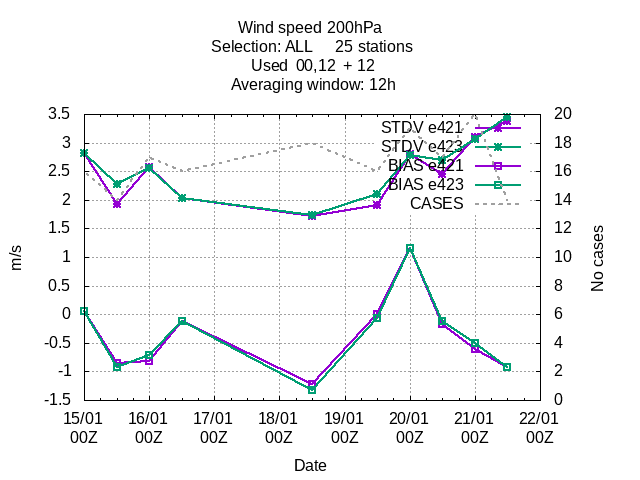 Wind speed 200hPa
Selection: ALL     25 stations
Used  00,12  + 12
Averaging window: 12h
3.5
3
2.5
2
1.5
1
0.5
0
-0.5
-1
-1.5
m/s
STDV e421
STDV e423
BIAS e421
BIAS e423
CASES
20
18
16
14
12
10
8
6
4
2
0
No cases
15/01 16/01 17/01 18/01 19/01 20/01 21/01 22/01
00Z 00Z 00Z 00Z 00Z 00Z 00Z 00Z
Date